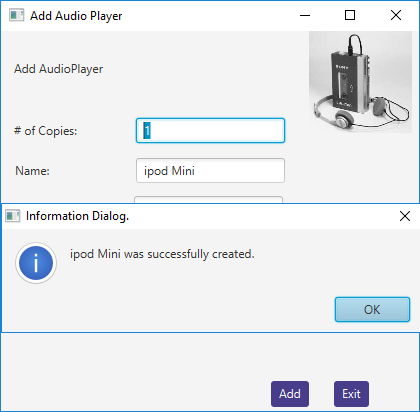 Add Audio Player
Add AudioPlayer
SONY
# of Copies:
1
Name:
ipod Mini
Information Dialog.
ipod Mini was successfully created.
OK
Add
Exit